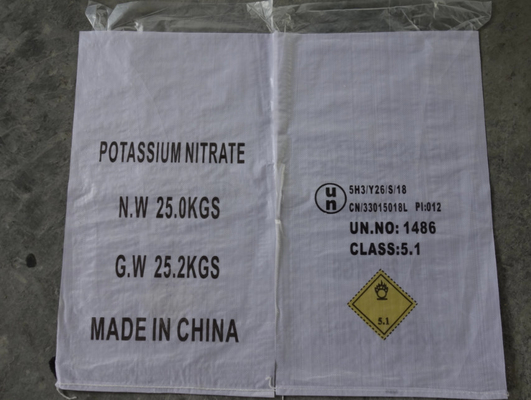 POTASSIUM NITRATE
N.W 25.0KGS
G.W 25.2KGS
MADE IN CHINA
un
5H3/Y26/S/18
CN/33015018L PI:012
UN.NO: 1486
CLASS:5.1
5.1